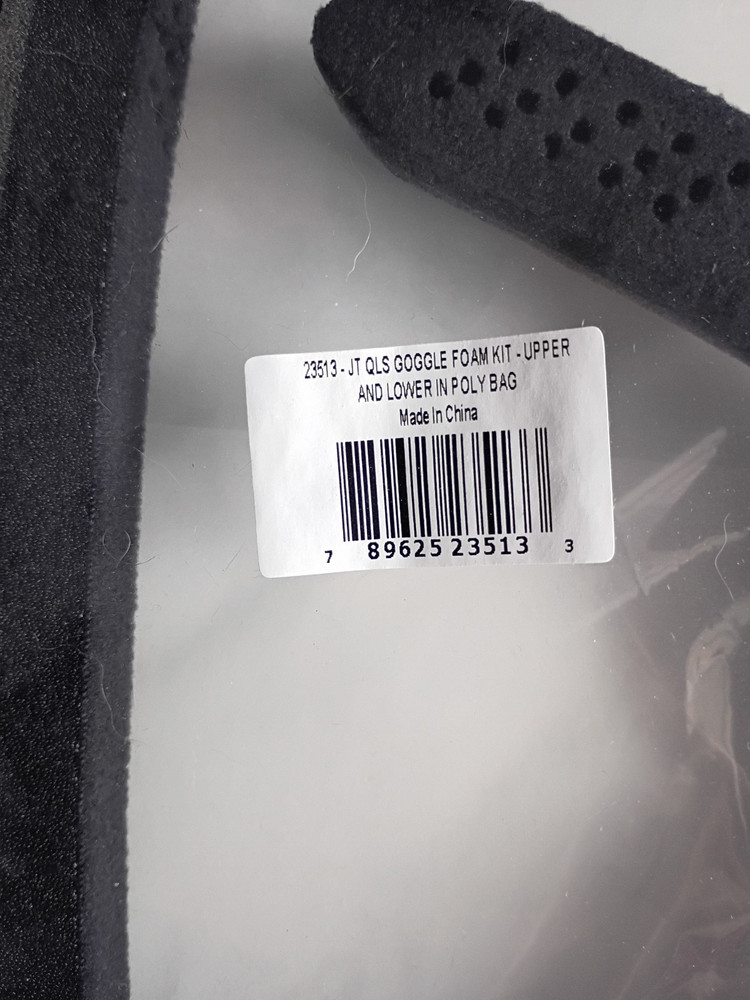 23513 - JT QLS GOGGLE FOAM KIT - UPPER
AND LOWER IN POLY BAG
Made In China
7 89625 23513 3